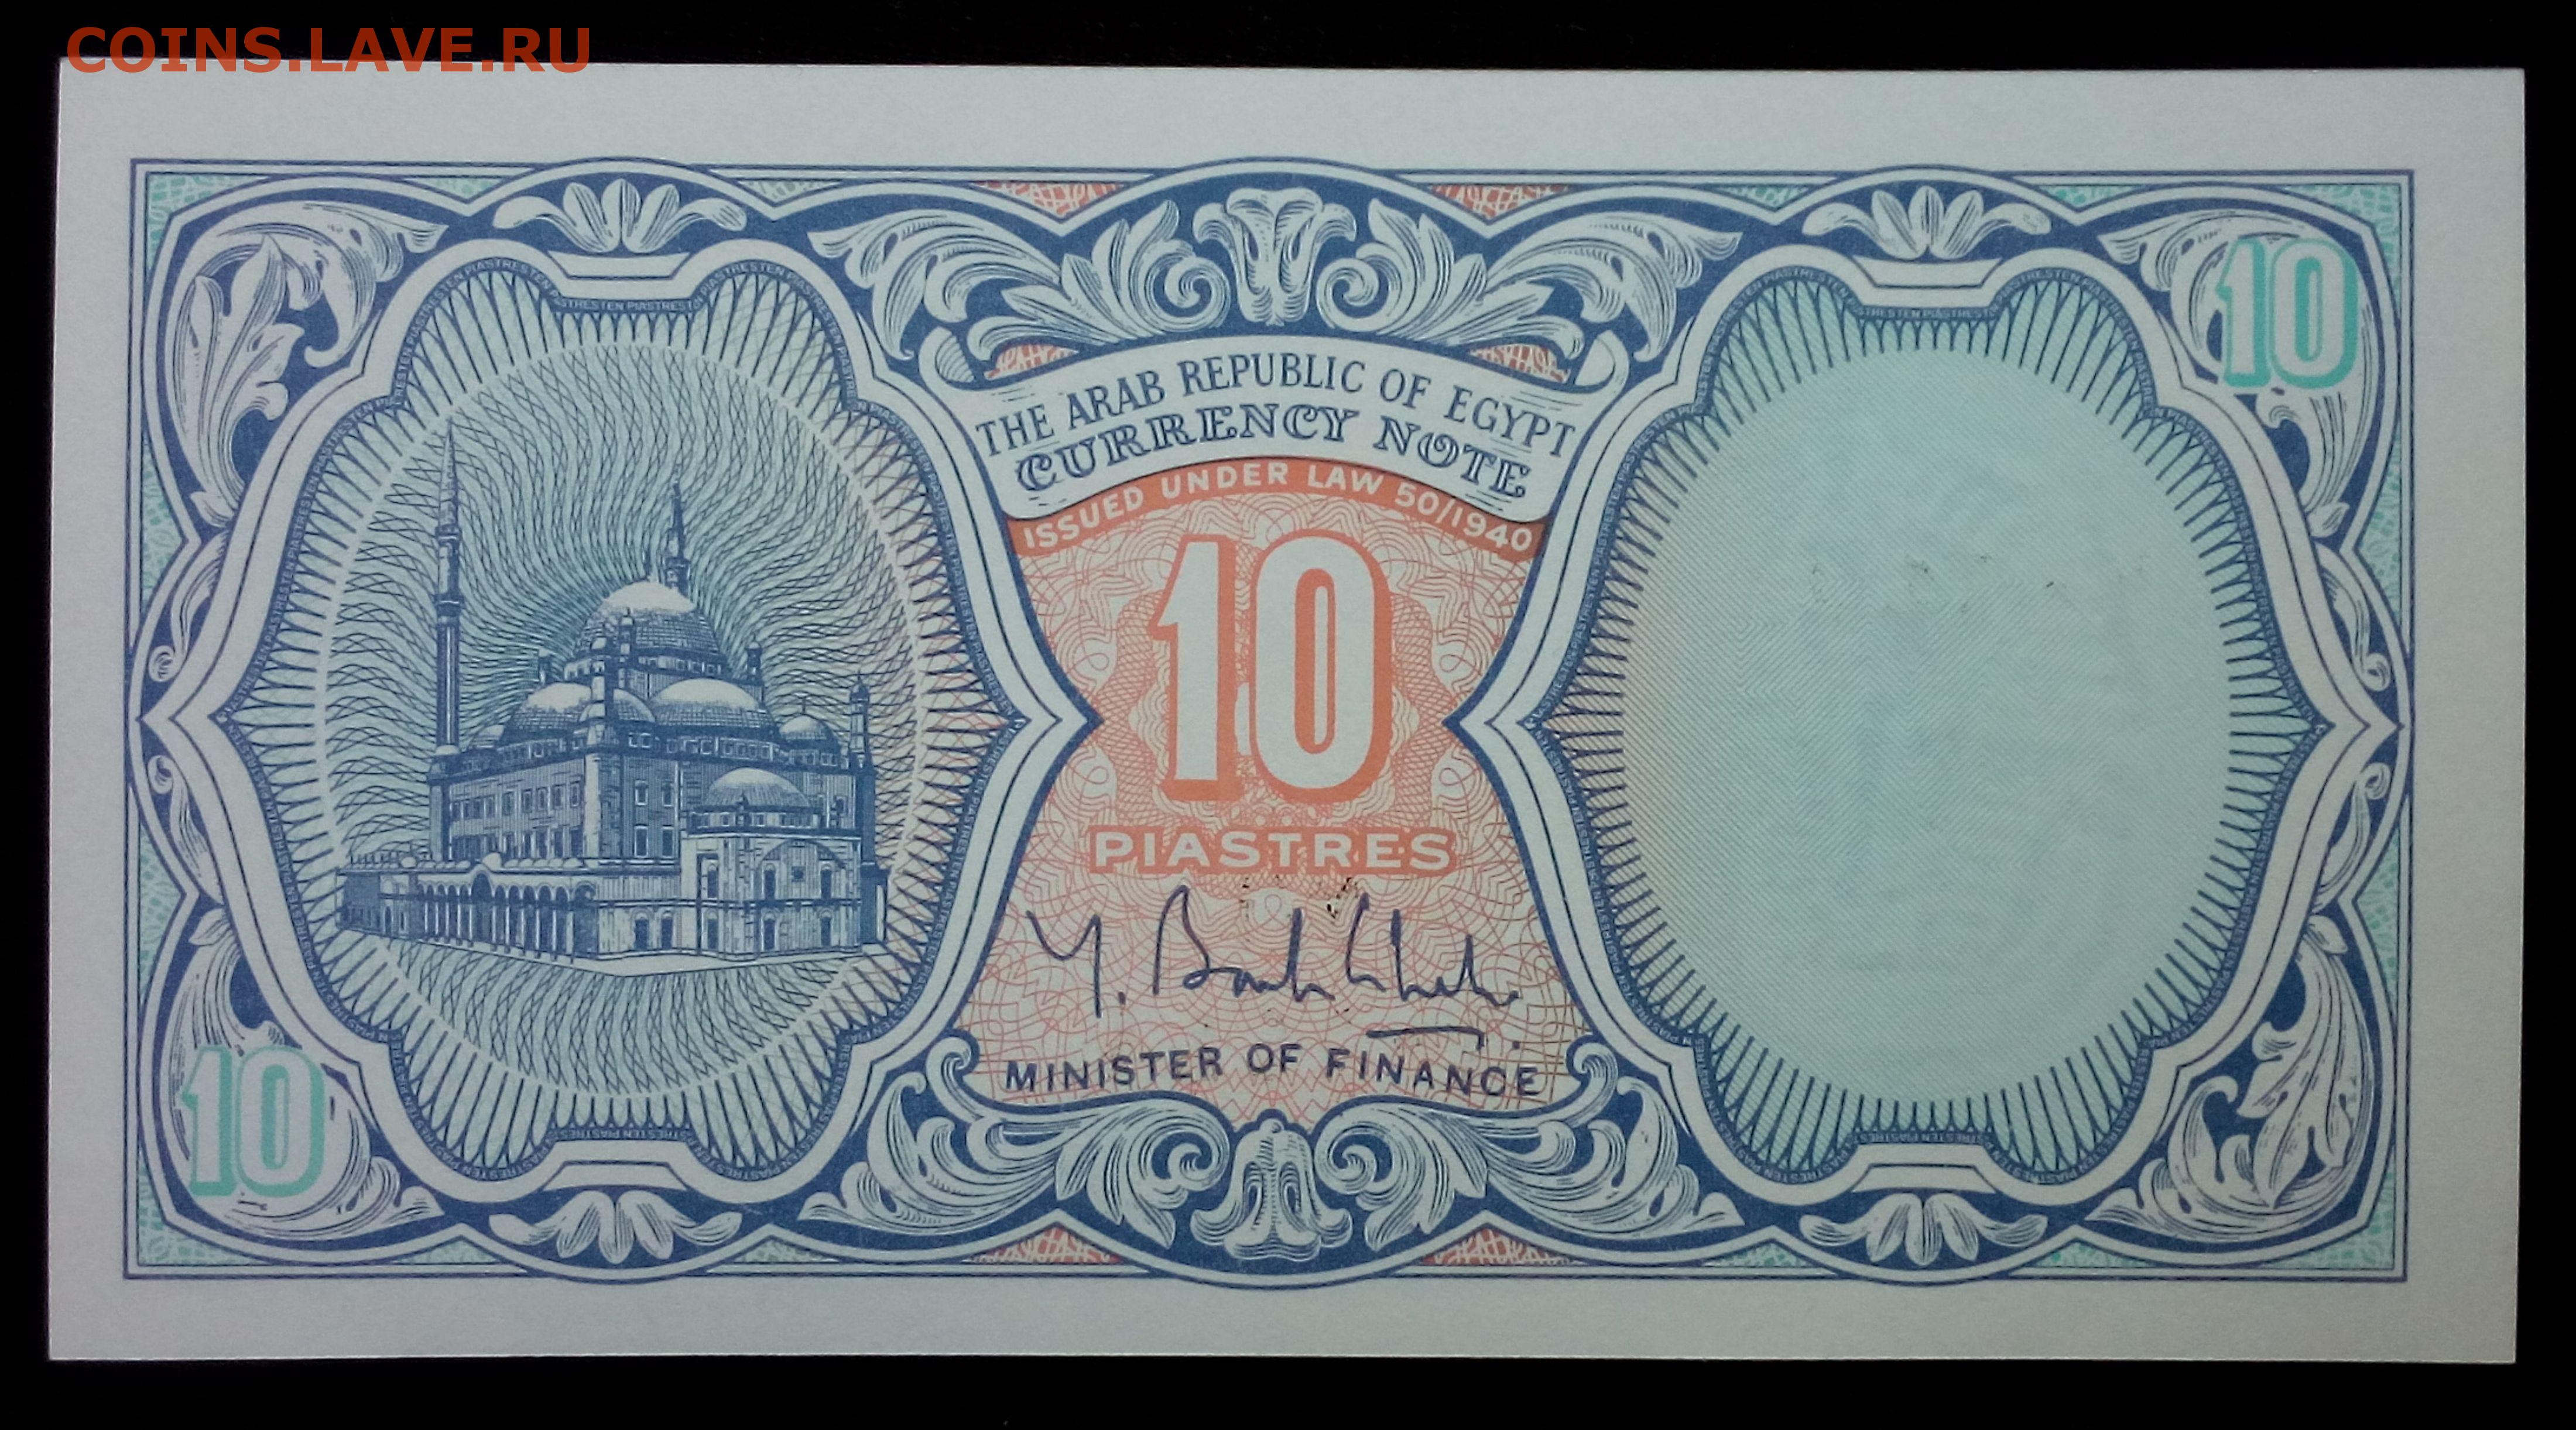 COINS.LAVE.RU
10
THE ARAB REPUBLIC OF EGYPT
CURRENCY NOTE
ISSUED UNDER LAW 50/1940
10
PIASTRES
MINISTER OF FINANCE
10